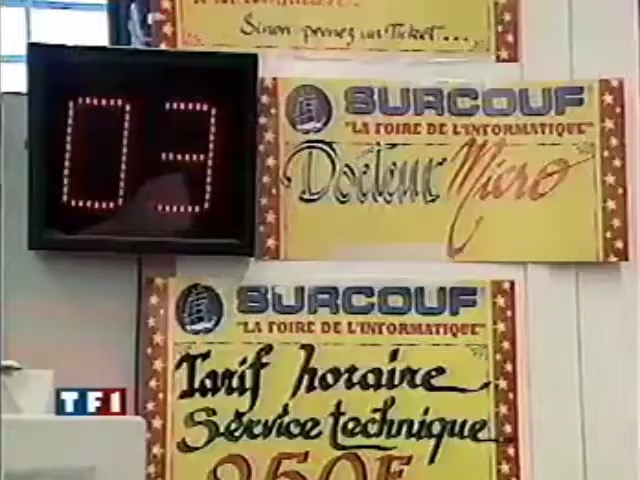 Sinon prenez un Ticket...
03
SURCOUF
"LA FOIRE DE L'INFORMATIQUE"
Docteur Micro
SURCOUF
"LA FOIRE DE L'INFORMATIQUE"
Tarif horaire
Service technique
250F
TF1